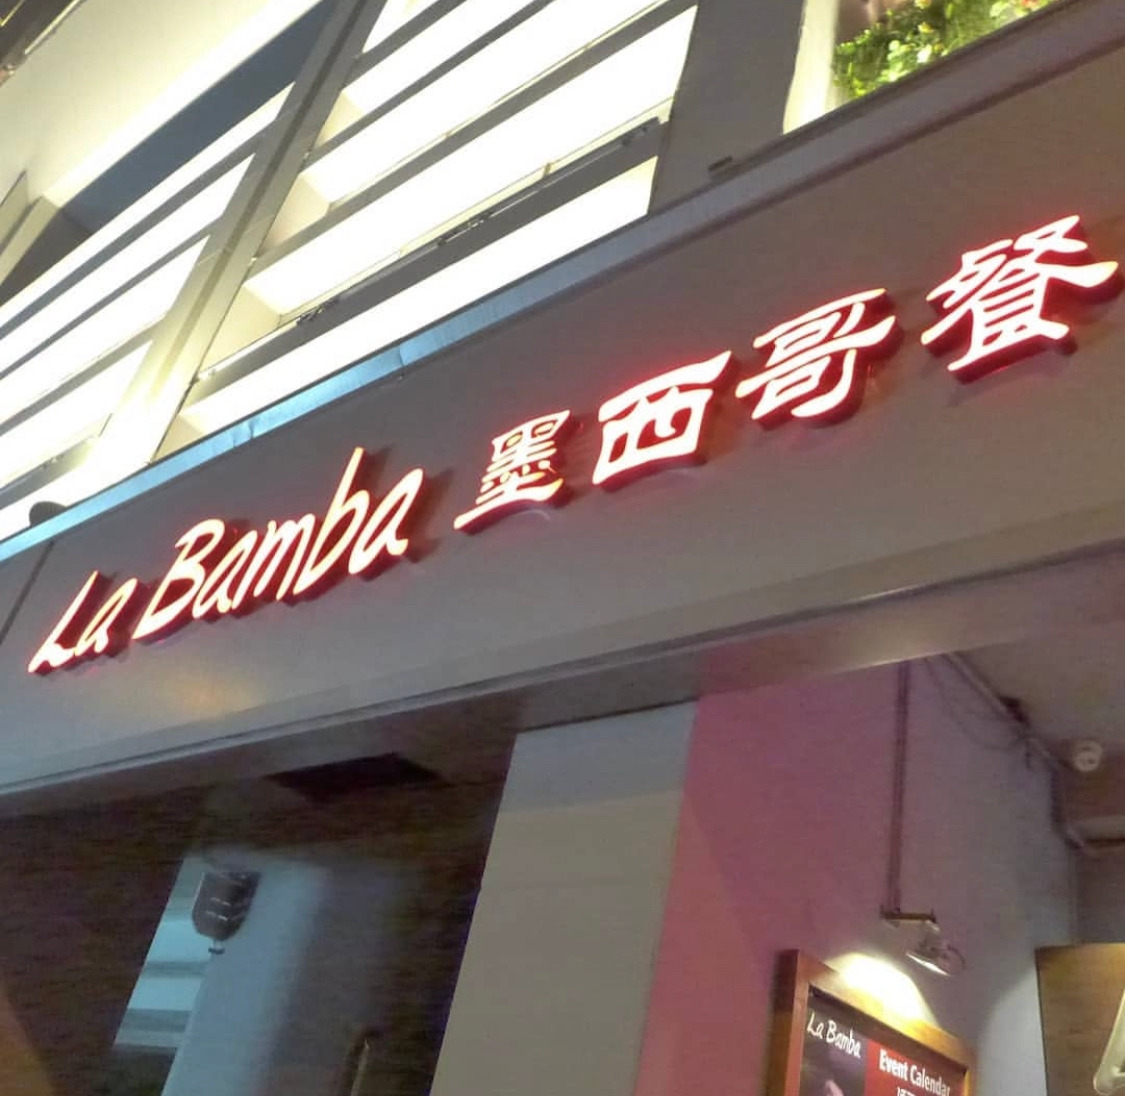 La Bamba 墨西哥餐
La Bamba
Event Calendar